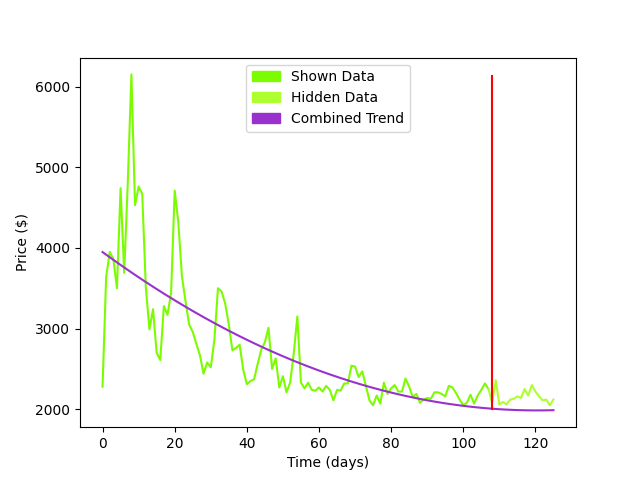 Shown Data
Hidden Data
Combined Trend
6000
5000
4000
3000
2000
Price ($)
0 20 40 60 80 100 120
Time (days)